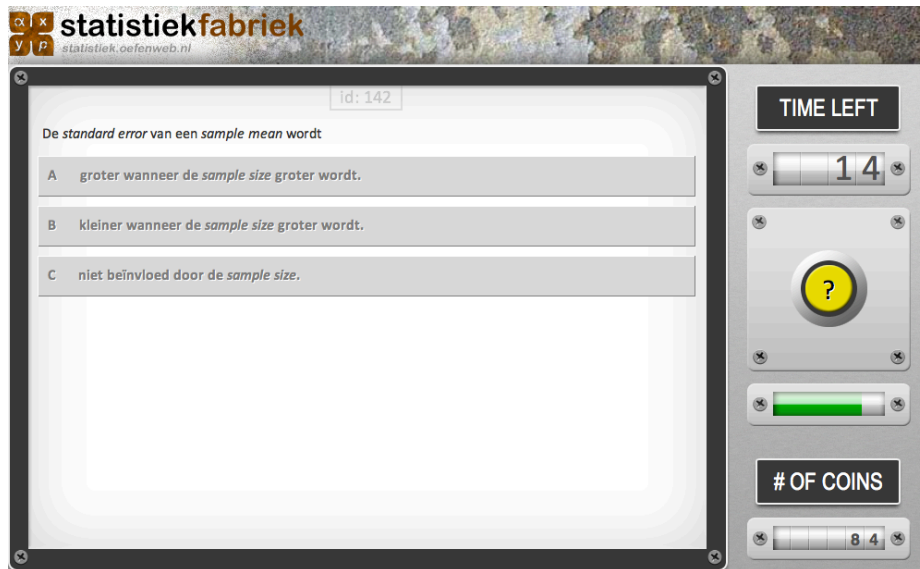 α x
y p
statistiekfabriek
statistiek.oefenweb.nl
id: 142
De standard error van een sample mean wordt
A groter wanneer de sample size groter wordt.
B kleiner wanneer de sample size groter wordt.
C niet beïnvloed door de sample size.
TIME LEFT
14
?
# OF COINS
84